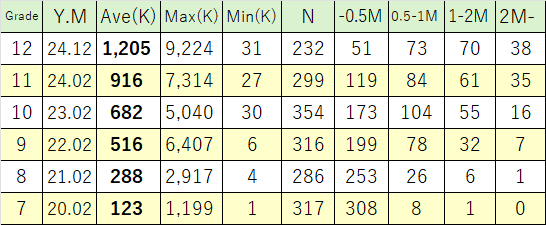 Grade Y.M Ave(K) Max(K) Min(K) N -0.5M 0.5-1M 1-2M 2M-
12 24.12 1,205 9,224 31 232 51 73 70 38
11 24.02 916 7,314 27 299 119 84 61 35
10 23.02 682 5,040 30 354 173 104 55 16
9 22.02 516 6,407 6 316 199 78 32 7
8 21.02 288 2,917 4 286 253 26 6 1
7 20.02 123 1,199 1 317 308 8 1 0